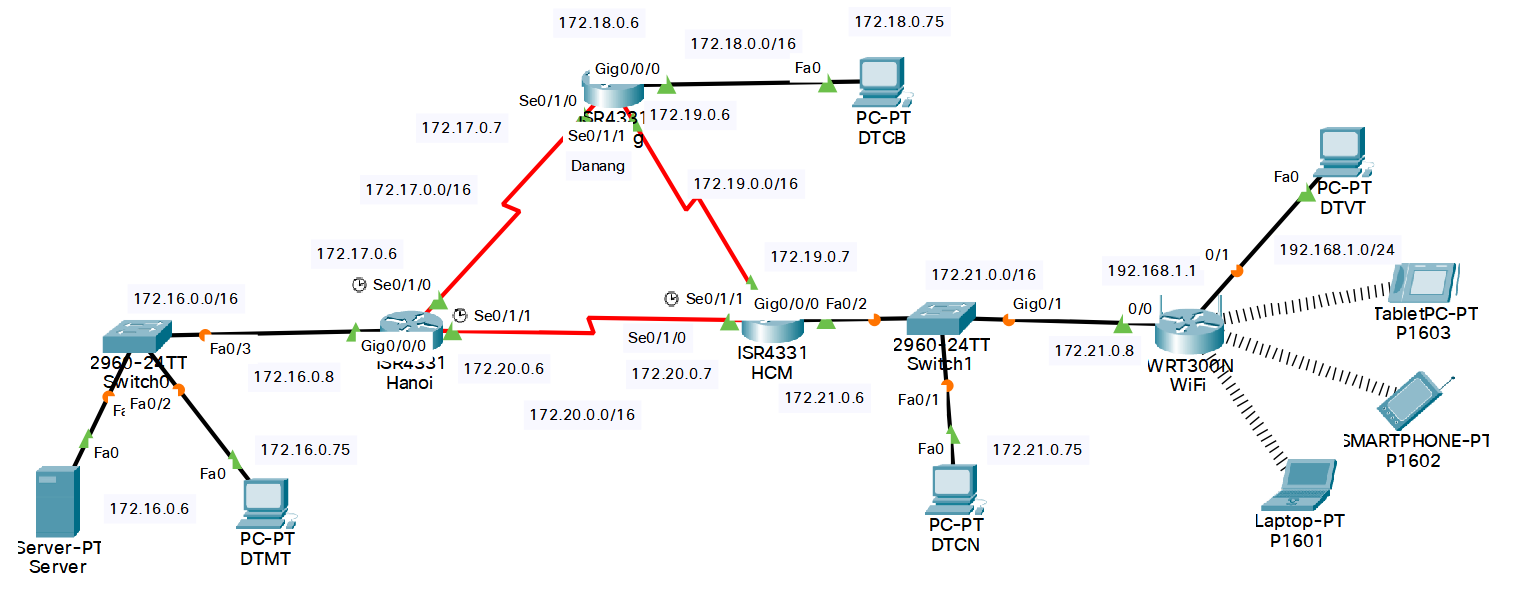 172.18.0.6
172.18.0.75
172.18.0.0/16
Gig0/0/0
Fa0
Se0/1/0
172.19.0.6
PC-PT
DTCB
172.17.0.7
Se0/1/1
g
Danang
172.17.0.0/16
172.19.0.0/16
Fa0
PC-PT
DTVT
172.17.0.6
172.19.0.7
0/1
192.168.1.0/24
172.21.0.0/16
192.168.1.1
Se0/1/0
172.16.0.0/16
Se0/1/1
Gig0/0/0
Fa0/2
Gig0/1
0/0
TabletPC-PT
P1603
Se0/1/1
Fa0/3
Gig0/0/0
Se0/1/0
2960-24TT
Switch0
ISR4331
Hanoi
ISR4331
HCM
2960-24TT
Switch1
172.21.0.8
WRT300N
WiFi
172.16.0.8
172.20.0.6
172.20.0.7
172.21.0.6
Fa0/2
Fa0/1
172.20.0.0/16
SMARTPHONE-PT
P1602
Fa0
172.16.0.75
Fa0
172.21.0.75
Fa0
172.16.0.6
Server-PT
Server
PC-PT
DTMT
PC-PT
DTCN
Laptop-PT
P1601